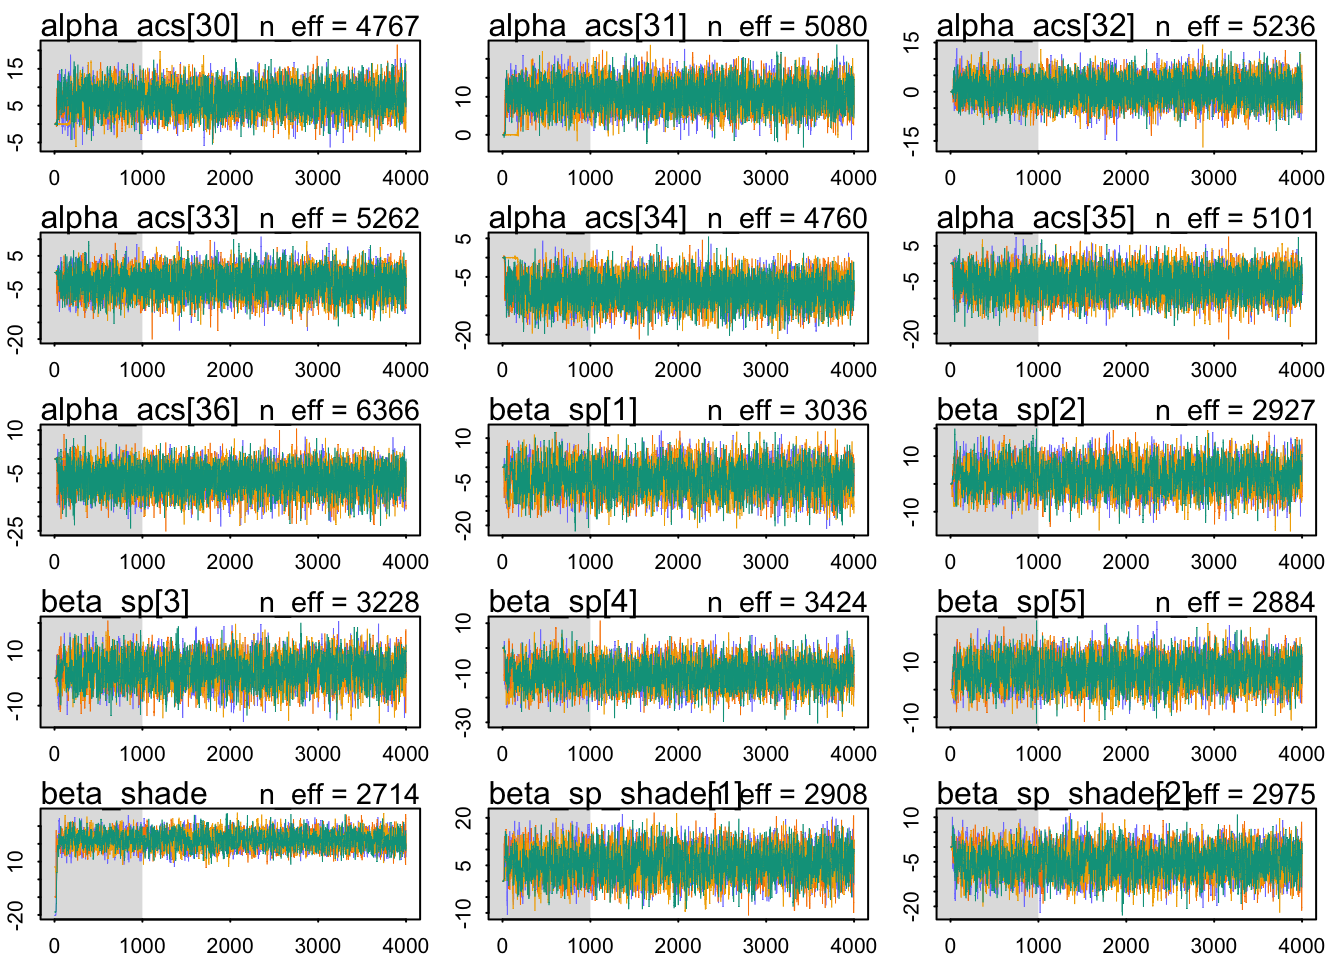 alpha_acs[30] n_eff = 4767
15
5
-5
0 1000 2000 3000 4000
alpha_acs[31] n_eff = 5080
10
0
0 1000 2000 3000 4000
alpha_acs[32] n_eff = 5236
15
0
-15
0 1000 2000 3000 4000
alpha_acs[33] n_eff = 5262
5
-5
-20
0 1000 2000 3000 4000
alpha_acs[34] n_eff = 4760
5
-5
-20
0 1000 2000 3000 4000
alpha_acs[35] n_eff = 5101
5
-5
-20
0 1000 2000 3000 4000
alpha_acs[36] n_eff = 6366
10
-5
-25
0 1000 2000 3000 4000
beta_sp[1] n_eff = 3036
10
-5
-20
0 1000 2000 3000 4000
beta_sp[2] n_eff = 2927
10
-10
0 1000 2000 3000 4000
beta_sp[3] n_eff = 3228
10
-10
0 1000 2000 3000 4000
beta_sp[4] n_eff = 3424
10
-10
-30
0 1000 2000 3000 4000
beta_sp[5] n_eff = 2884
10
-10
0 1000 2000 3000 4000
beta_shade n_eff = 2714
10
-20
0 1000 2000 3000 4000
beta_sp_shade[1] n_eff = 2908
20
5
-10
0 1000 2000 3000 4000
beta_sp_shade[2] n_eff = 2975
10
-5
-20
0 1000 2000 3000 4000